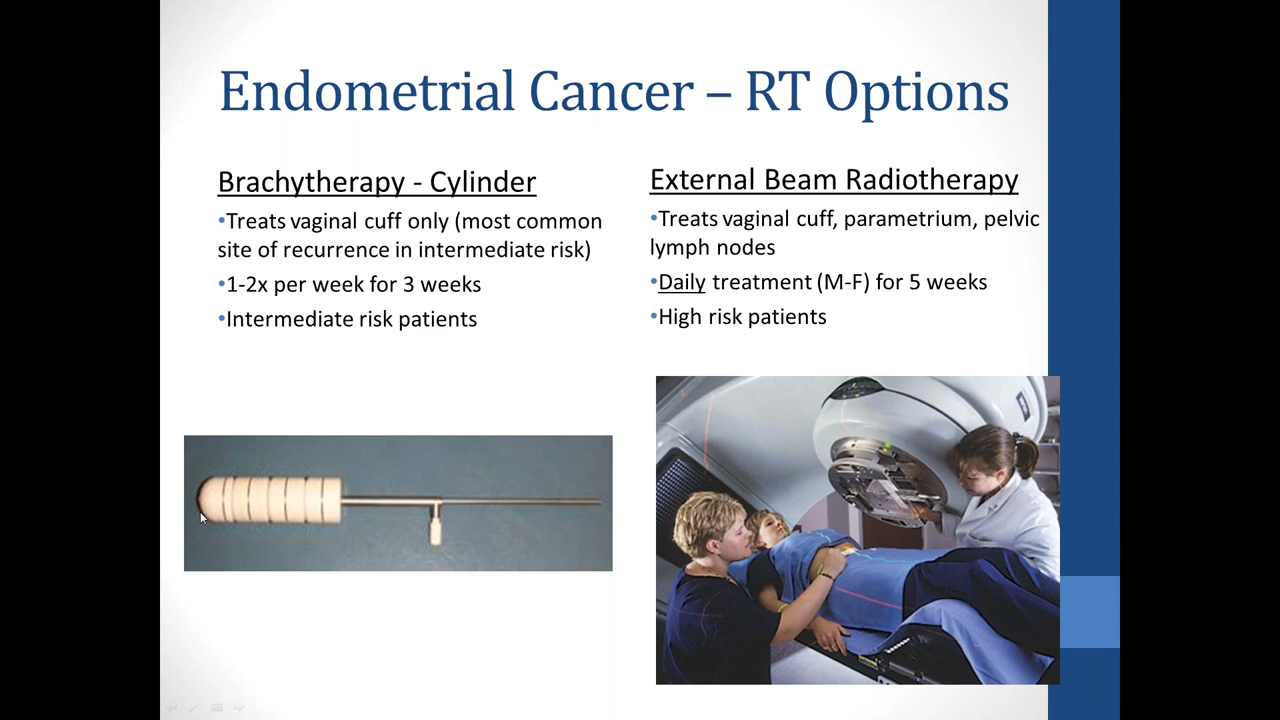 Endometrial Cancer – RT Options
Brachytherapy - Cylinder
•Treats vaginal cuff only (most common
site of recurrence in intermediate risk)
•1-2x per week for 3 weeks
•Intermediate risk patients
External Beam Radiotherapy
•Treats vaginal cuff, parametrium, pelvic
lymph nodes
•Daily treatment (M-F) for 5 weeks
•High risk patients